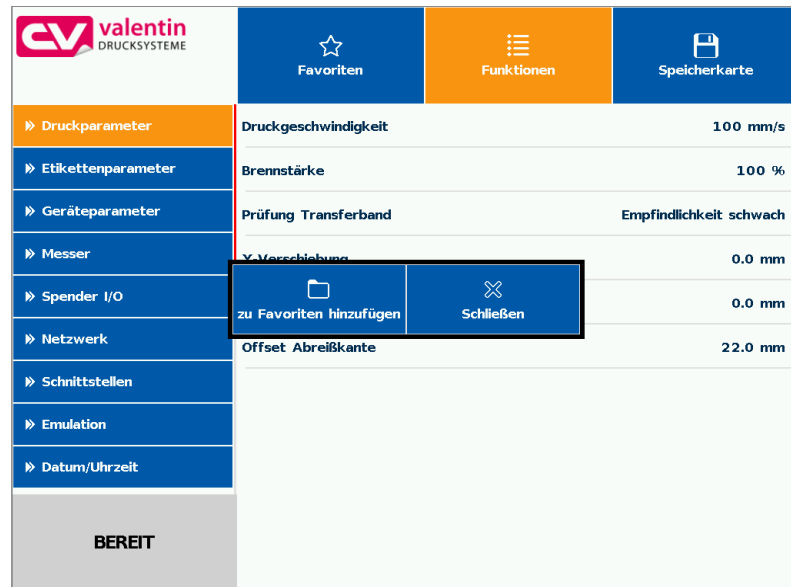 valentin
DRUCKSYSTEME
Favoriten
Funktionen
Speicherkarte
Druckparameter
Etikettenparameter
Geräteparameter
Messer
Spender I/O
Netzwerk
Schnittstellen
Emulation
Datum/Uhrzeit
BEREIT
Druckgeschwindigkeit 100 mm/s
Brennstärke 100 %
Prüfung Transferband Empfindlichkeit schwach
Y-Verschiebung 0.0 mm
0.0 mm
Offset Abreißkante 22.0 mm
zu Favoriten hinzufügen
Schließen